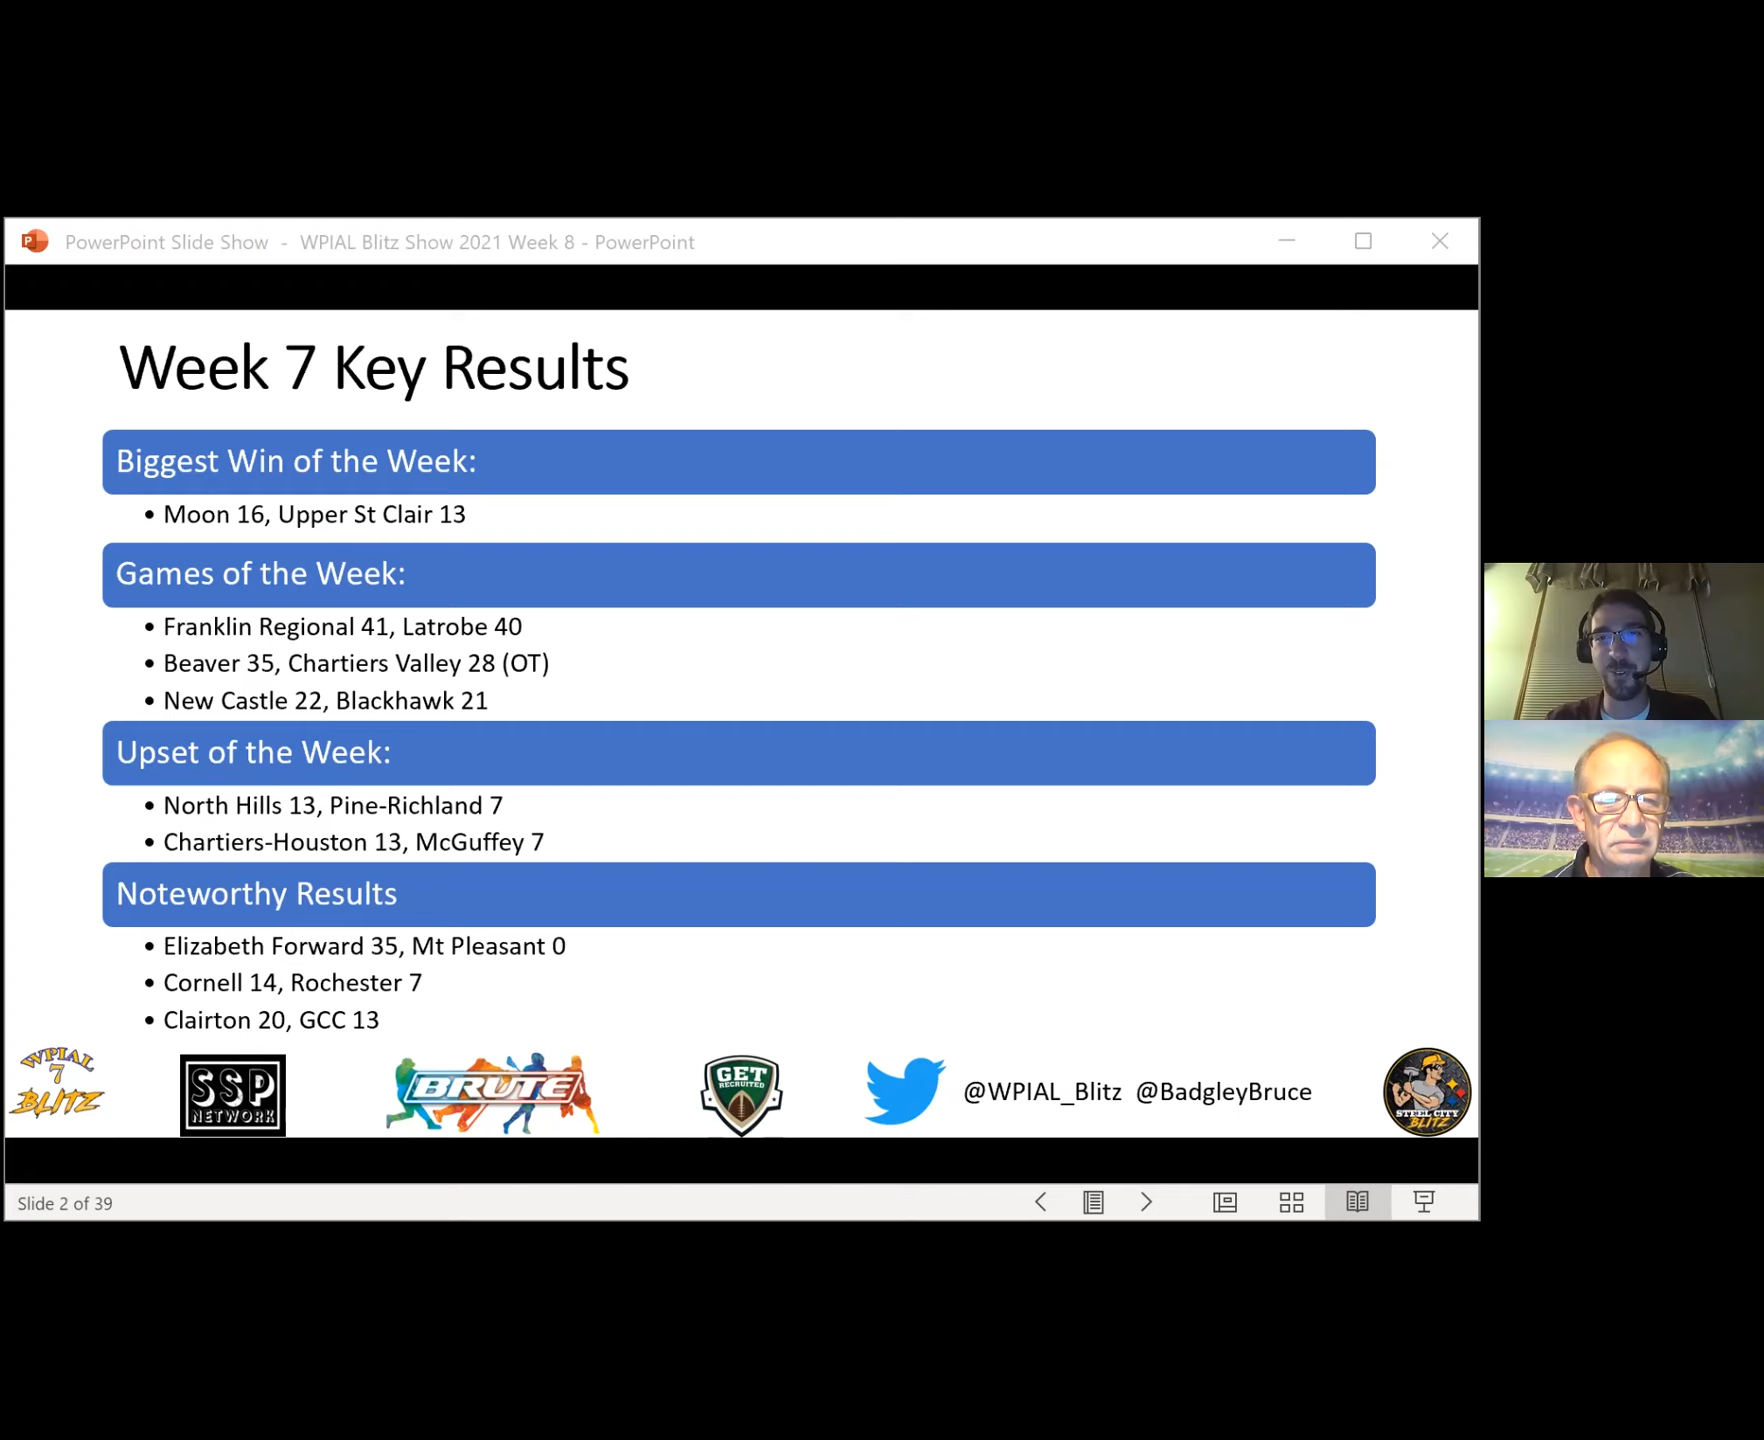 PowerPoint Slide Show - WPIAL Blitz Show 2021 Week 8 - PowerPoint
Week 7 Key Results
Biggest Win of the Week:
• Moon 16, Upper St Clair 13
Games of the Week:
• Franklin Regional 41, Latrobe 40
• Beaver 35, Chartiers Valley 28 (OT)
• New Castle 22, Blackhawk 21
Upset of the Week:
• North Hills 13, Pine-Richland 7
• Chartiers-Houston 13, McGuffey 7
Noteworthy Results
• Elizabeth Forward 35, Mt Pleasant 0
• Cornell 14, Rochester 7
• Clairton 20, GCC 13
WPIAL
7
BLITZ
SSP
NETWORK
BRUTE
GET
RECRUITED
@WPIAL_Blitz @BadgleyBruce
STEEL CITY
BLITZ
Slide 2 of 39